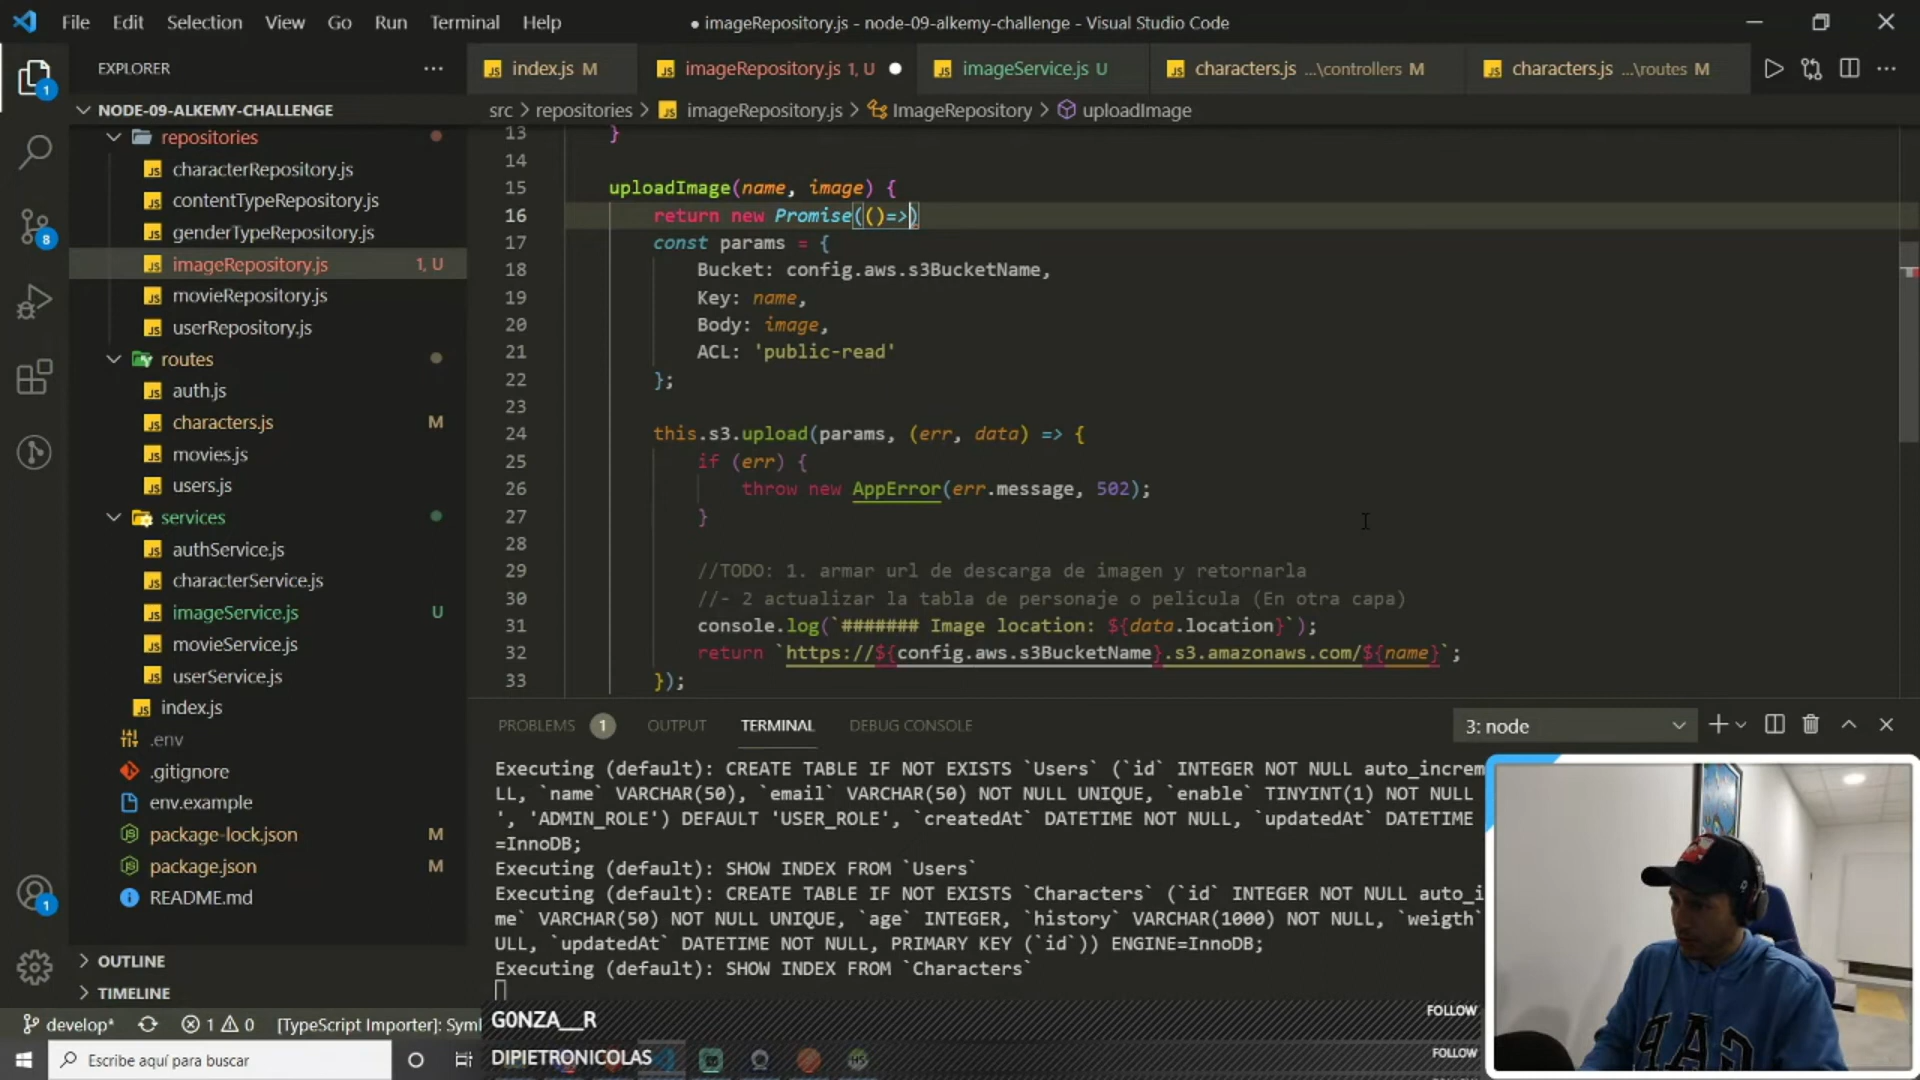 File Edit Selection View Go Run Terminal Help
● imageRepository.js - node-09-alkemy-challenge - Visual Studio Code
EXPLORER
index.js M
imageRepository.js 1, U
imageService.js U
characters.js ...\controllers M
characters.js ...\routes M
NODE-09-ALKEMY-CHALLENGE
src > repositories > imageRepository.js > ImageRepository > uploadImage
repositories
characterRepository.js
contentTypeRepository.js
genderTypeRepository.js
imageRepository.js 1, U
movieRepository.js
userRepository.js
routes
auth.js
characters.js M
movies.js
users.js
services
authService.js
characterService.js
imageService.js U
movieService.js
userService.js
index.js
.env
.gitignore
env.example
package-lock.json M
package.json M
README.md
OUTLINE
TIMELINE
1
8
1
13 }
14
15 uploadImage(name, image) {
16 return new Promise(()=>)
17 const params = {
18 Bucket: config.aws.s3BucketName,
19 Key: name,
20 Body: image,
21 ACL: 'public-read'
22 };
23
24 this.s3.upload(params, (err, data) => {
25 if (err) {
26 throw new AppError(err.message, 502);
27 }
28
29 //TODO: 1. armar url de descarga de imagen y retornarla
30 //- 2 actualizar la tabla de personaje o pelicula (En otra capa)
31 console.log(`####### Image location: ${data.location}`);
32 return `https://${config.aws.s3BucketName}.s3.amazonaws.com/${name}`;
33 });
PROBLEMS 1 OUTPUT TERMINAL DEBUG CONSOLE
3: node
Executing (default): CREATE TABLE IF NOT EXISTS `Users` (`id` INTEGER NOT NULL auto_increm
LL, `name` VARCHAR(50), `email` VARCHAR(50) NOT NULL UNIQUE, `enable` TINYINT(1) NOT NULL
', 'ADMIN_ROLE') DEFAULT 'USER_ROLE', `createdAt` DATETIME NOT NULL, `updatedAt` DATETIME
=InnoDB;
Executing (default): SHOW INDEX FROM `Users`
Executing (default): CREATE TABLE IF NOT EXISTS `Characters` (`id` INTEGER NOT NULL auto_i
me` VARCHAR(50) NOT NULL UNIQUE, `age` INTEGER, `history` VARCHAR(1000) NOT NULL, `weigth`
ULL, `updatedAt` DATETIME NOT NULL, PRIMARY KEY (`id`)) ENGINE=InnoDB;
Executing (default): SHOW INDEX FROM `Characters`
G0NZA__R FOLLOW
DIPIETRONICOLAS FOLLOW
develop* 1 0 [TypeScript Importer]: Syml
Escribe aquí para buscar
GAP